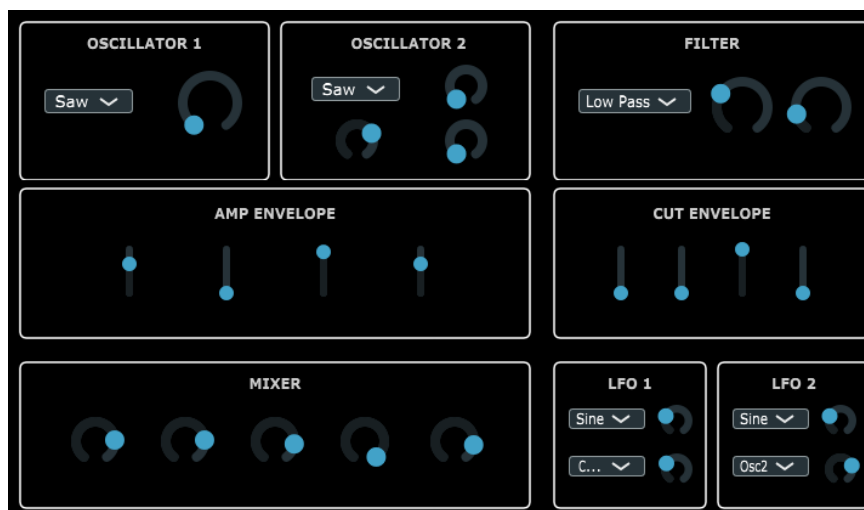 OSCILLATOR 1
Saw
OSCILLATOR 2
Saw
FILTER
Low Pass
AMP ENVELOPE
CUT ENVELOPE
MIXER
LFO 1
Sine
C...
LFO 2
Sine
Osc2